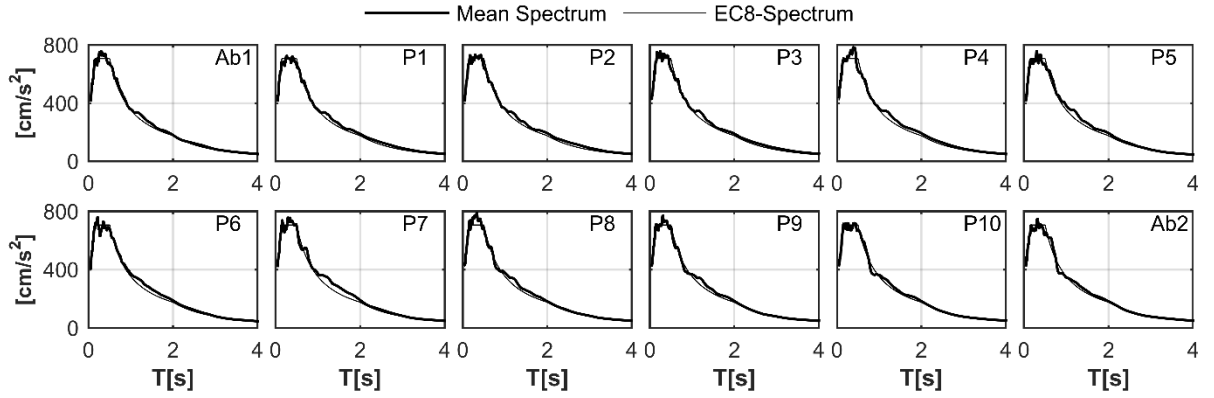 Mean Spectrum EC8-Spectrum
800 Ab1 P1 P2 P3 P4 P5
400
0
[cm/s²]
0 2 4 0 2 4 0 2 4 0 2 4 0 2 4 0 2 4
800 P6 P7 P8 P9 P10 Ab2
400
0
[cm/s²]
0 2 4 0 2 4 0 2 4 0 2 4 0 2 4 0 2 4
T[s] T[s] T[s] T[s] T[s] T[s]